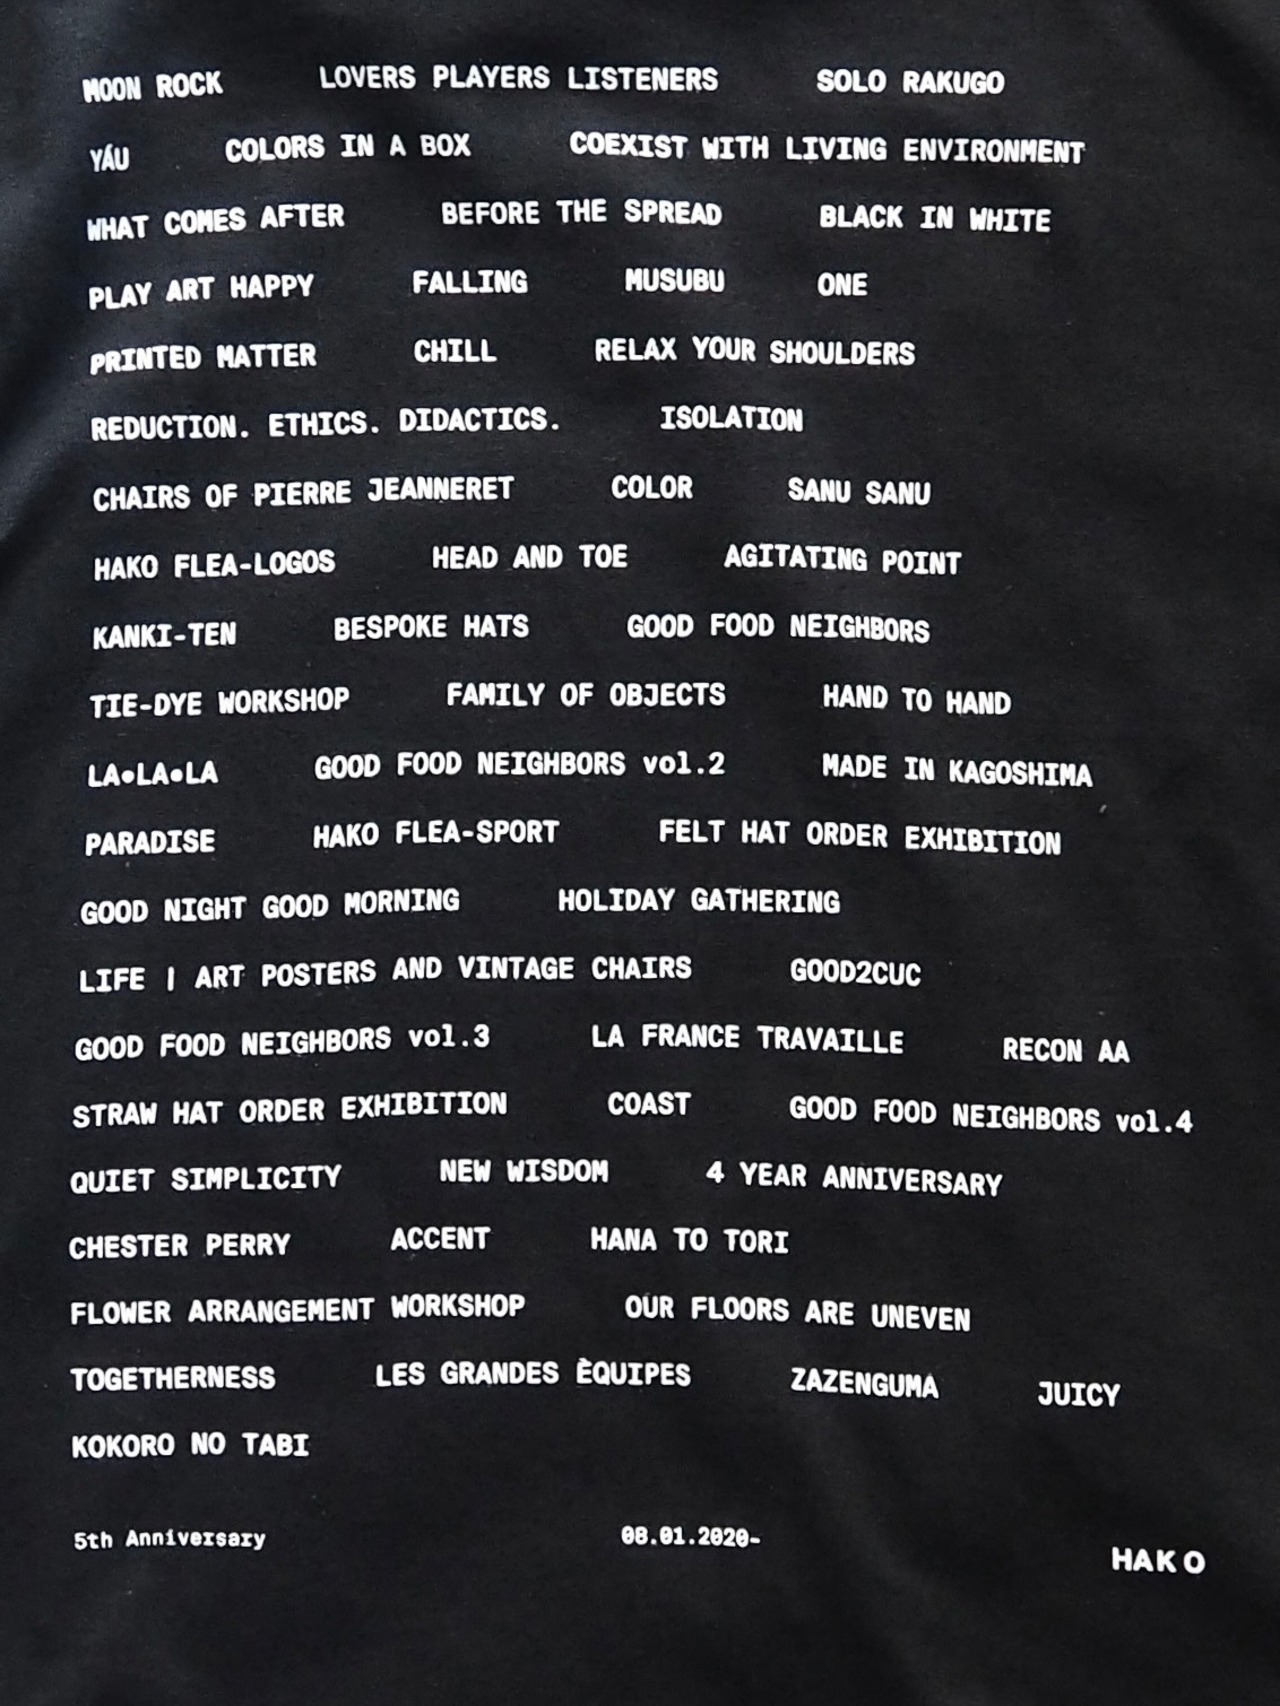 MOON ROCK LOVERS PLAYERS LISTENERS SOLO RAKUGO
YÁU COLORS IN A BOX COEXIST WITH LIVING ENVIRONMENT
WHAT COMES AFTER BEFORE THE SPREAD BLACK IN WHITE
PLAY ART HAPPY FALLING MUSUBU ONE
PRINTED MATTER CHILL RELAX YOUR SHOULDERS
REDUCTION. ETHICS. DIDACTICS. ISOLATION
CHAIRS OF PIERRE JEANNERET COLOR SANU SANU
HAKO FLEA-LOGOS HEAD AND TOE AGITATING POINT
KANKI-TEN BESPOKE HATS GOOD FOOD NEIGHBORS
TIE-DYE WORKSHOP FAMILY OF OBJECTS HAND TO HAND
LA•LA•LA GOOD FOOD NEIGHBORS vol.2 MADE IN KAGOSHIMA
PARADISE HAKO FLEA-SPORT FELT HAT ORDER EXHIBITION
GOOD NIGHT GOOD MORNING HOLIDAY GATHERING
LIFE | ART POSTERS AND VINTAGE CHAIRS GOOD2CUC
GOOD FOOD NEIGHBORS vol.3 LA FRANCE TRAVAILLE RECON AA
STRAW HAT ORDER EXHIBITION COAST GOOD FOOD NEIGHBORS vol.4
QUIET SIMPLICITY NEW WISDOM 4 YEAR ANNIVERSARY
CHESTER PERRY ACCENT HANA TO TORI
FLOWER ARRANGEMENT WORKSHOP OUR FLOORS ARE UNEVEN
TOGETHERNESS LES GRANDES ÈQUIPES ZAZENGUMA JUICY
KOKORO NO TABI
5th Anniversary 08.01.2020-
HAKO